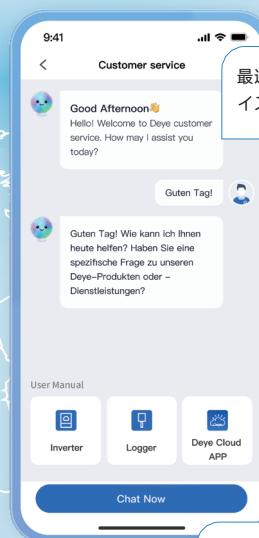 9:41
Customer service
最近
イス
Good Afternoon👋
Hello! Welcome to Deye customer
service. How may I assist you
today?
Guten Tag!
Guten Tag! Wie kann ich Ihnen
heute helfen? Haben Sie eine
spezifische Frage zu unseren
Deye-Produkten oder –
Dienstleistungen?
User Manual
Inverter
Logger
Deye Cloud
APP
Chat Now